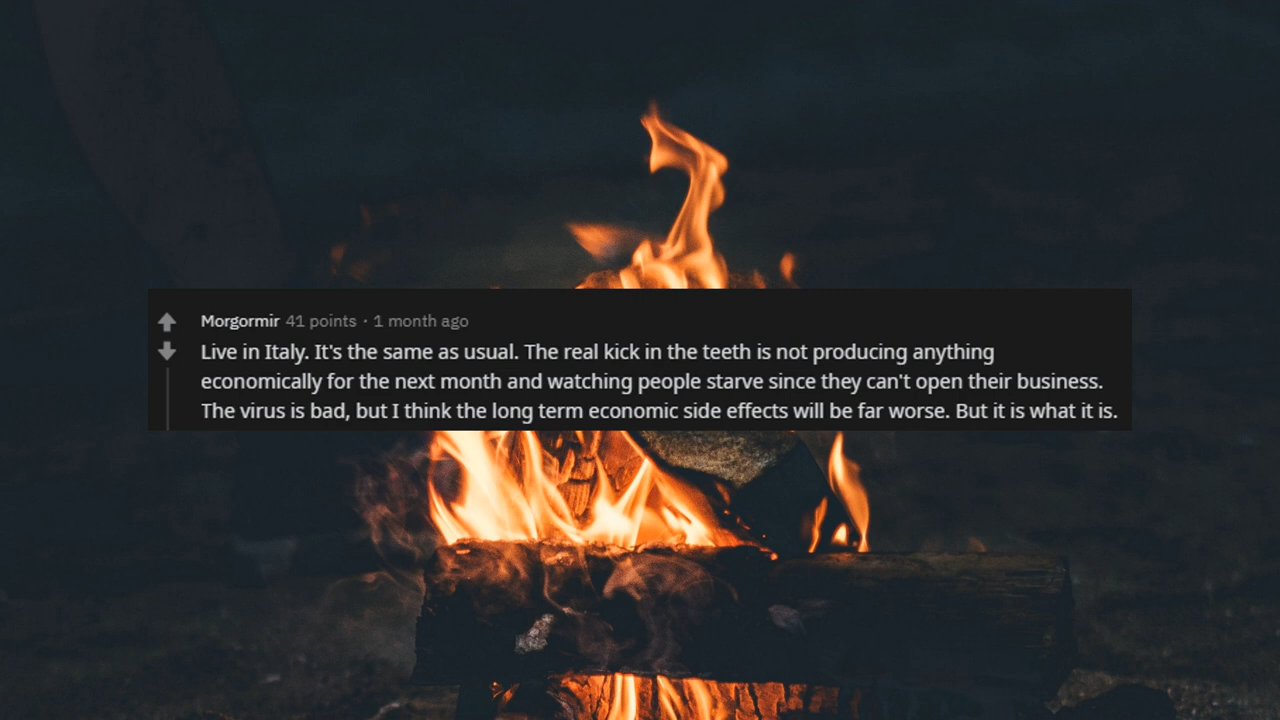 Morgormir 41 points · 1 month ago
Live in Italy. It's the same as usual. The real kick in the teeth is not producing anything
economically for the next month and watching people starve since they can't open their business.
The virus is bad, but I think the long term economic side effects will be far worse. But it is what it is.